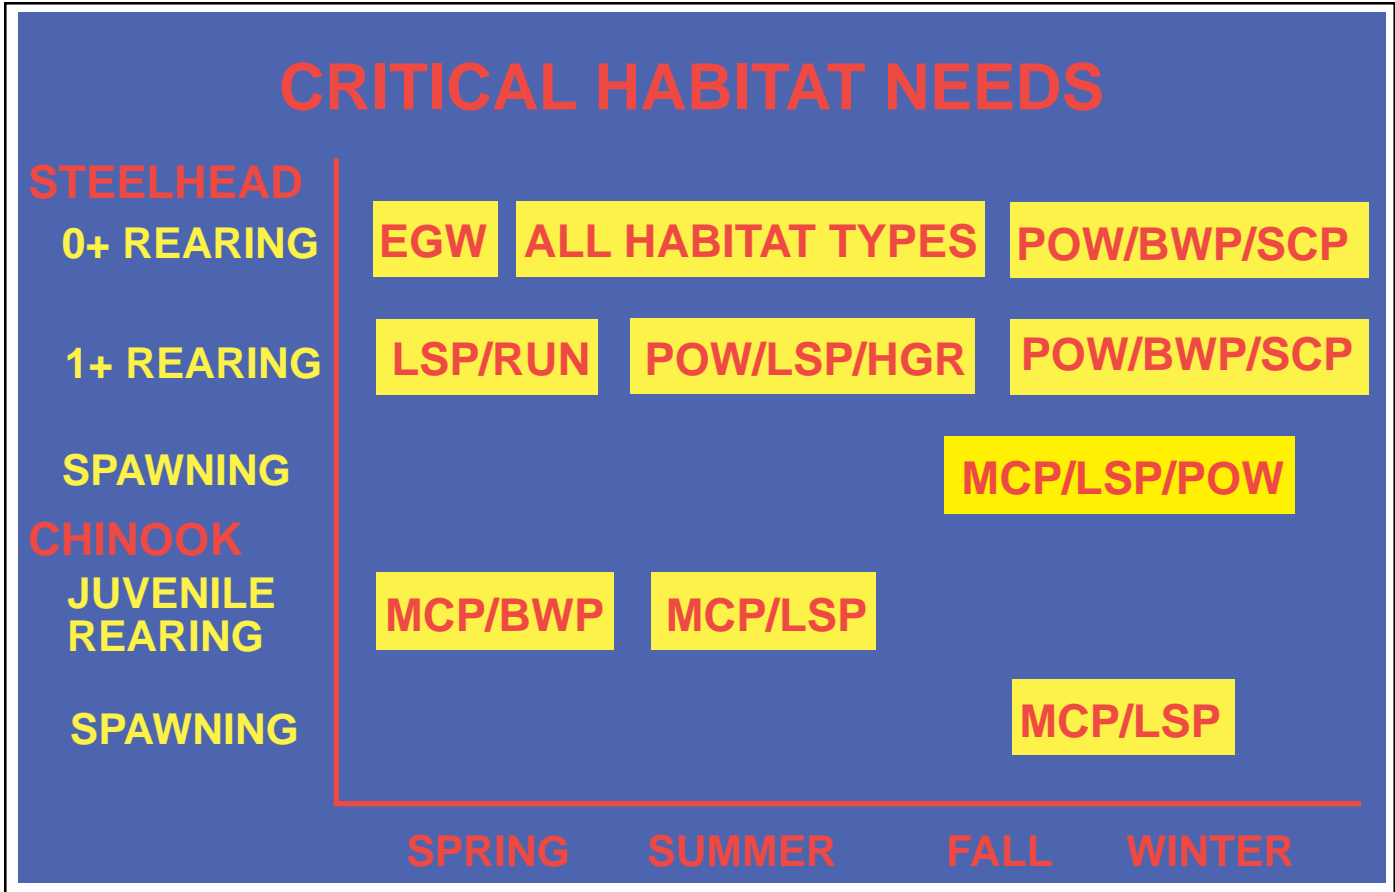 CRITICAL HABITAT NEEDS
STEELHEAD
0+ REARING
EGW
ALL HABITAT TYPES
POW/BWP/SCP
1+ REARING
LSP/RUN
POW/LSP/HGR
POW/BWP/SCP
SPAWNING
MCP/LSP/POW
CHINOOK
JUVENILE
REARING
MCP/BWP
MCP/LSP
SPAWNING
MCP/LSP
SPRING
SUMMER
FALL
WINTER